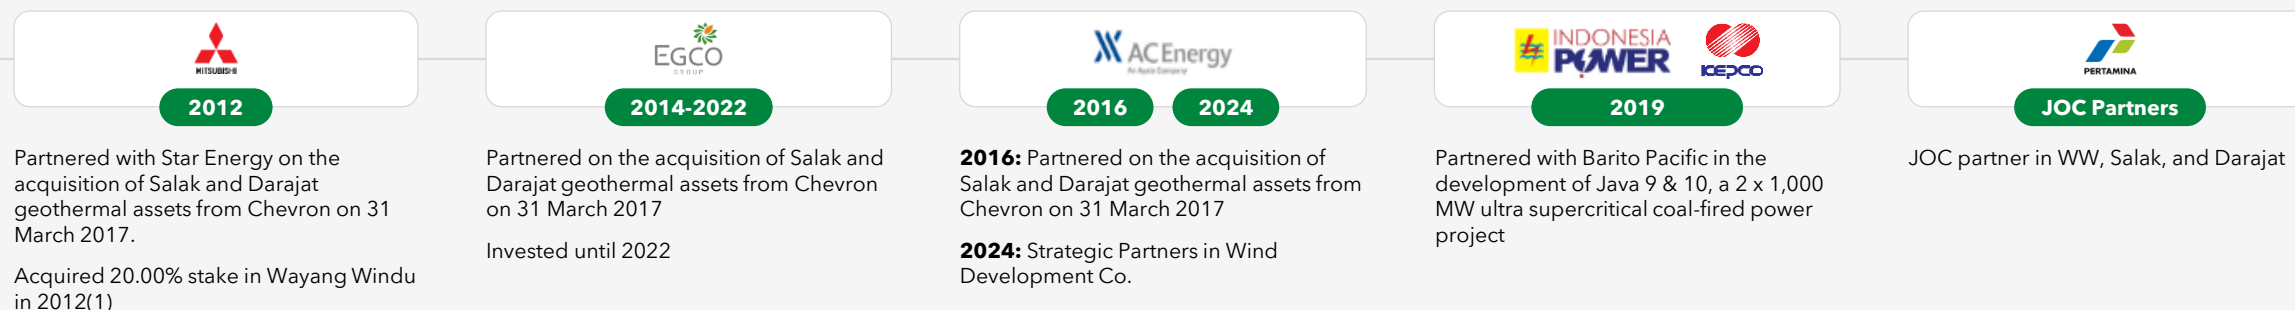 MITSUBISHI
2012
Partnered with Star Energy on the
acquisition of Salak and Darajat
geothermal assets from Chevron on 31
March 2017.
Acquired 20.00% stake in Wayang Windu
in 2012(1)
EGCO
GROUP
2014-2022
Partnered on the acquisition of Salak and
Darajat geothermal assets from Chevron
on 31 March 2017
Invested until 2022
AC Energy
An Ayala Company
2016 2024
2016: Partnered on the acquisition of
Salak and Darajat geothermal assets from
Chevron on 31 March 2017
2024: Strategic Partners in Wind
Development Co.
INDONESIA
POWER
KEPCO
2019
Partnered with Barito Pacific in the
development of Java 9 & 10, a 2 x 1,000
MW ultra supercritical coal-fired power
project
PERTAMINA
JOC Partners
JOC partner in WW, Salak, and Darajat